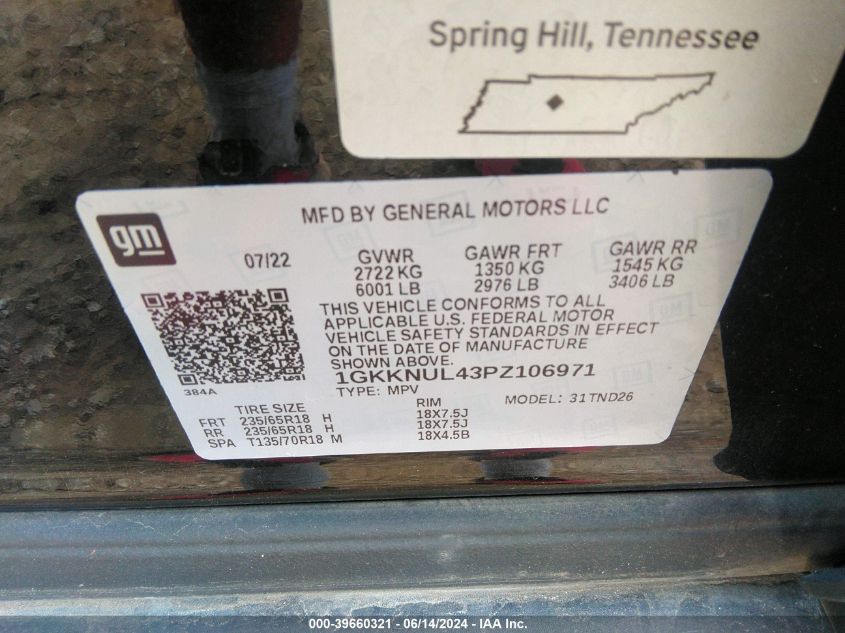 Spring Hill, Tennessee
gm
MFD BY GENERAL MOTORS LLC
07/22
GVWR
2722 KG
6001 LB
GAWR FRT
1350 KG
2976 LB
GAWR RR
1545 KG
3406 LB
THIS VEHICLE CONFORMS TO ALL
APPLICABLE U.S. FEDERAL MOTOR
VEHICLE SAFETY STANDARDS IN EFFECT
ON THE DATE OF MANUFACTURE
SHOWN ABOVE.
1GKKNUL43PZ106971
TYPE: MPV
MODEL: 31TND26
384A
TIRE SIZE RIM
FRT 235/65R18 H 18X7.5J
RR 235/65R18 H 18X7.5J
SPA T135/70R18 M 18X4.5B
000-39660321 - 06/14/2024 - IAA Inc.